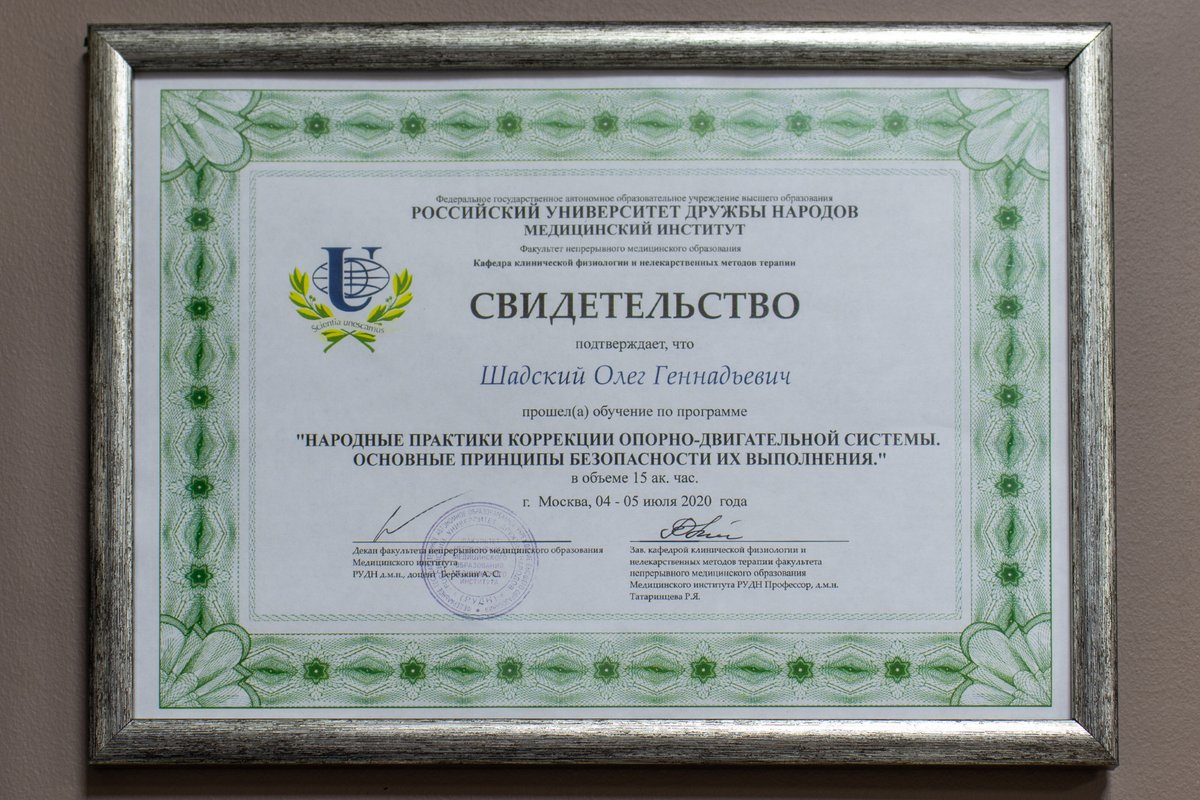 Федеральное государственное автономное образовательное учреждение высшего образования
РОССИЙСКИЙ УНИВЕРСИТЕТ ДРУЖБЫ НАРОДОВ
МЕДИЦИНСКИЙ ИНСТИТУТ
Факультет непрерывного медицинского образования
Кафедра клинической физиологии и нелекарственных методов терапии
U
Scientia unescamus
СВИДЕТЕЛЬСТВО
подтверждает, что
Шадский Олег Геннадьевич
прошел(а) обучение по программе
"НАРОДНЫЕ ПРАКТИКИ КОРРЕКЦИИ ОПОРНО-ДВИГАТЕЛЬНОЙ СИСТЕМЫ.
ОСНОВНЫЕ ПРИНЦИПЫ БЕЗОПАСНОСТИ ИХ ВЫПОЛНЕНИЯ."
в объеме 15 ак. час.
г. Москва, 04 - 05 июля 2020 года
Декан факультета непрерывного медицинского образования
Медицинского института
РУДН д.м.н., доцент Берёзкин А. С.
Зав. кафедрой клинической физиологии и
нелекарственных методов терапии факультета
непрерывного медицинского образования
Медицинского института РУДН Профессор, д.м.н.
Татаринцева Р.Я.